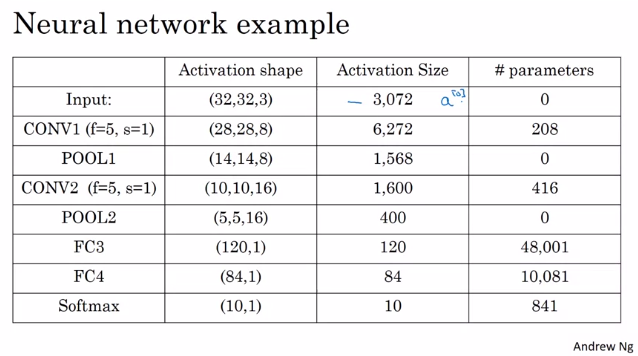 Neural network example
Activation shape Activation Size # parameters
Input: (32,32,3) – 3,072 a[0] 0
CONV1 (f=5, s=1) (28,28,8) 6,272 208
POOL1 (14,14,8) 1,568 0
CONV2 (f=5, s=1) (10,10,16) 1,600 416
POOL2 (5,5,16) 400 0
FC3 (120,1) 120 48,001
FC4 (84,1) 84 10,081
Softmax (10,1) 10 841
Andrew Ng